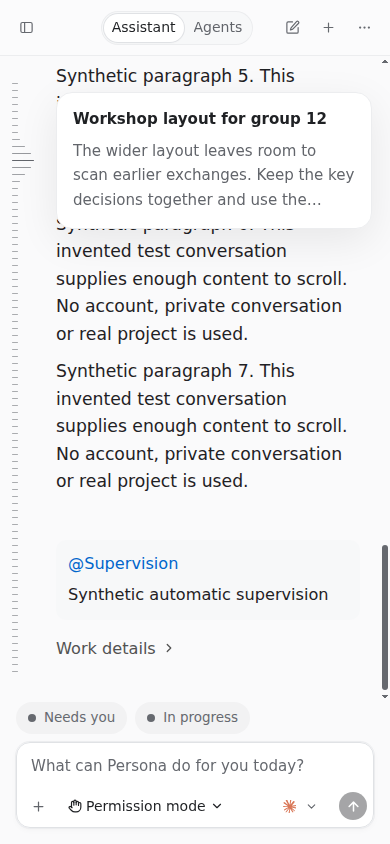 Assistant
Agents
Synthetic paragraph 5. This
Workshop layout for group 12
The wider layout leaves room to
scan earlier exchanges. Keep the key
decisions together and use the…
invented test conversation
supplies enough content to scroll.
No account, private conversation
or real project is used.
Synthetic paragraph 7. This
invented test conversation
supplies enough content to scroll.
No account, private conversation
or real project is used.
@Supervision
Synthetic automatic supervision
Work details
Needs you
In progress
What can Persona do for you today?
Permission mode